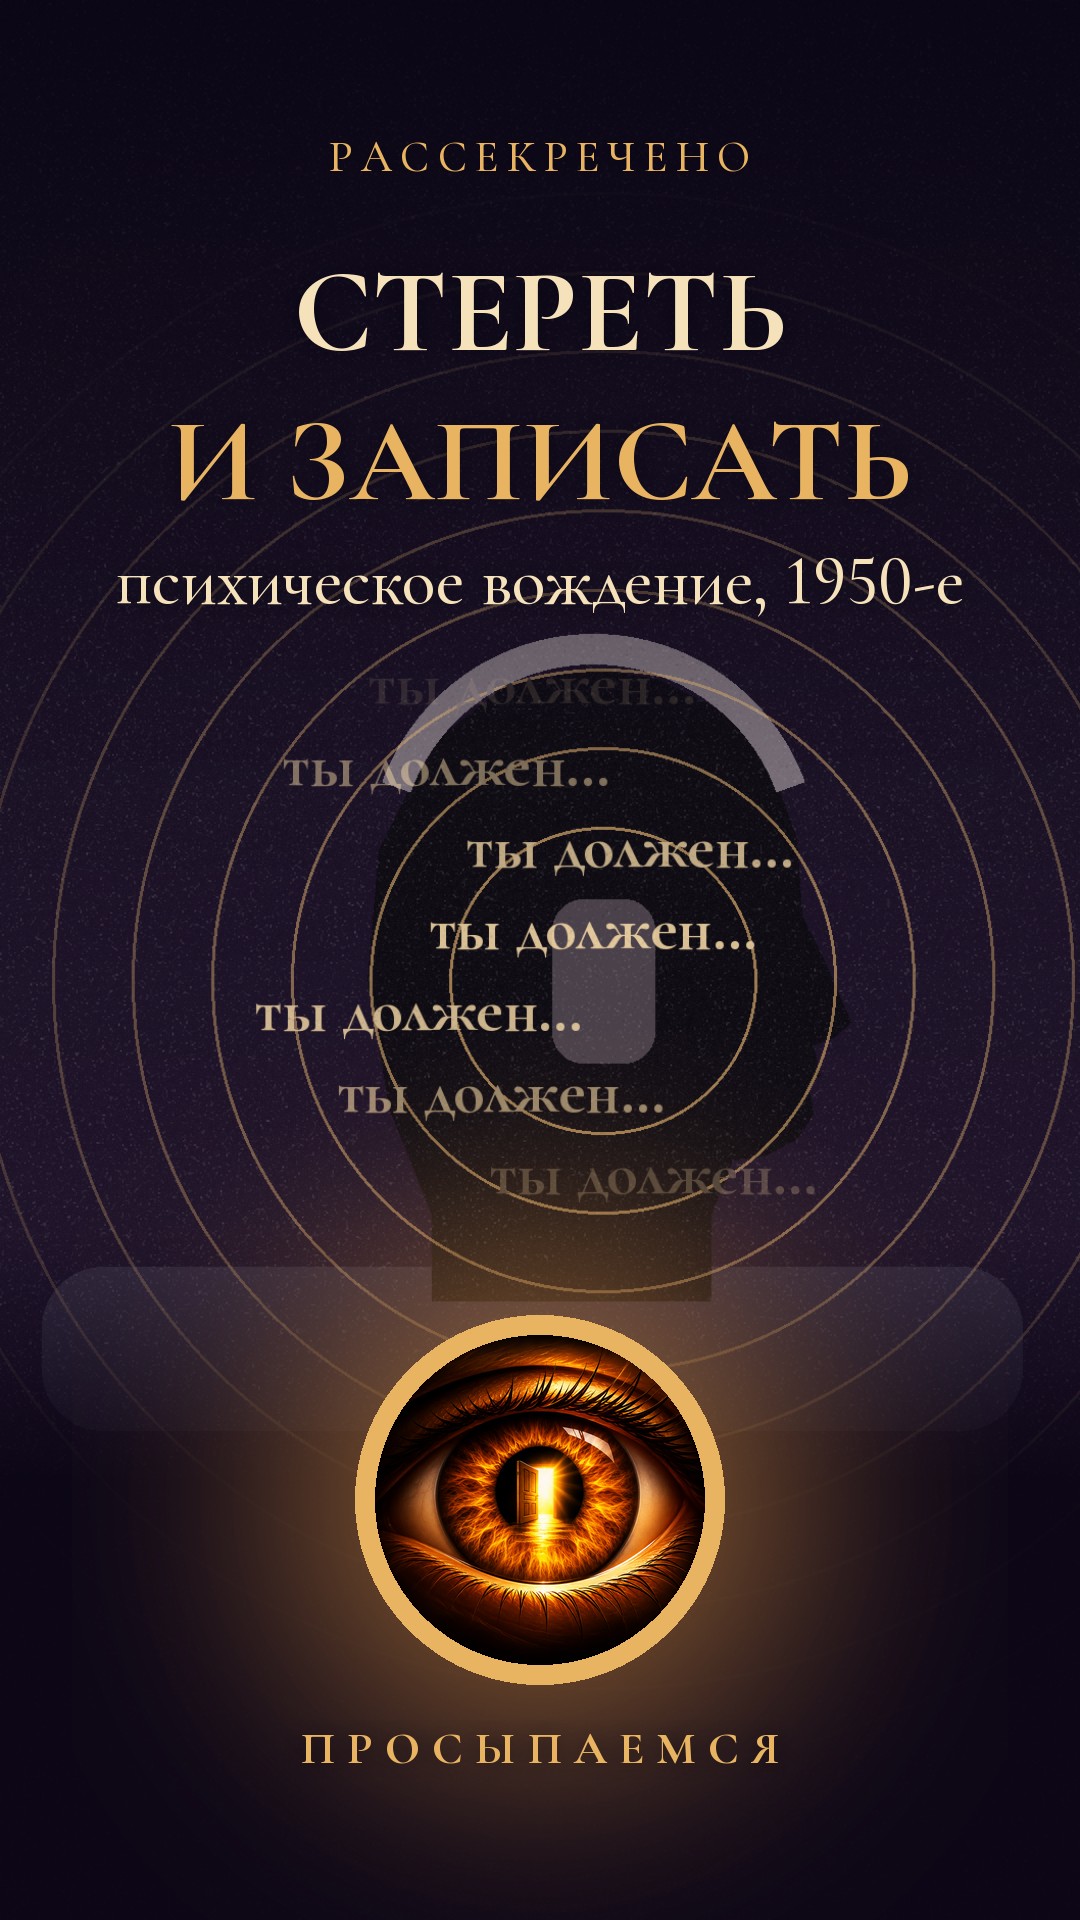 РАССЕКРЕЧЕНО
СТЕРЕТЬ
И ЗАПИСАТЬ
психическое вождение, 1950-е
ты должен...
ты должен...
ты должен...
ты должен...
ты должен...
ты должен...
ты должен...
ПРОСЫПАЕМСЯ